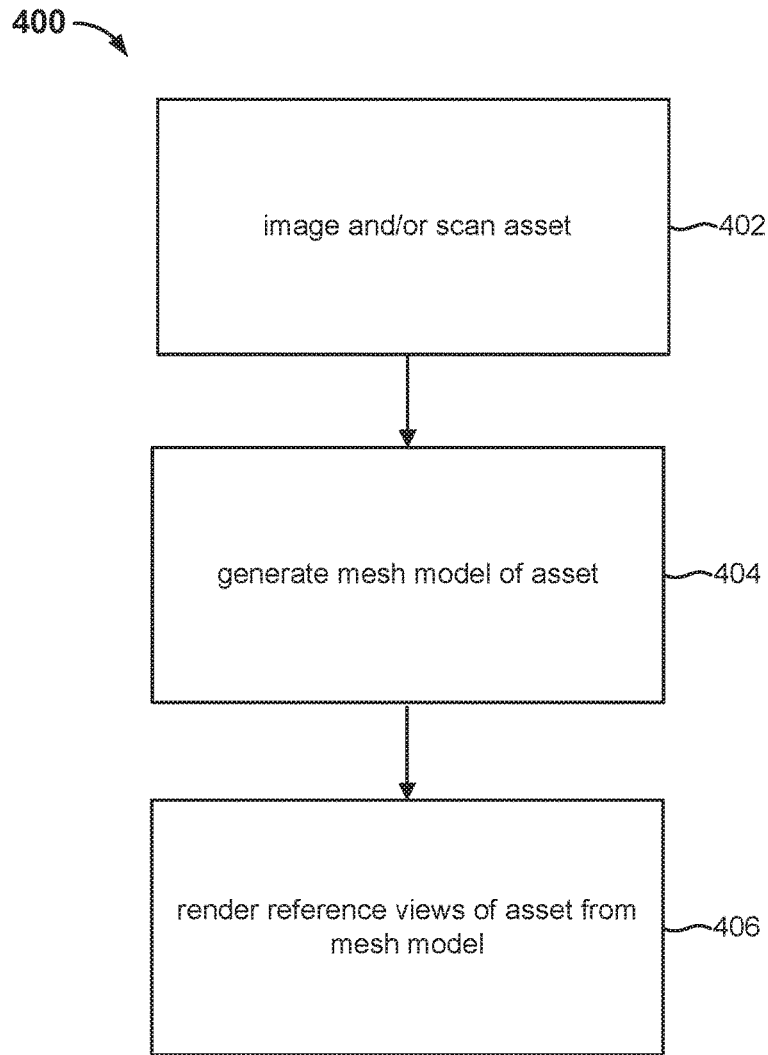 400
image and/or scan asset
402
generate mesh model of asset
404
render reference views of asset from
mesh model
406